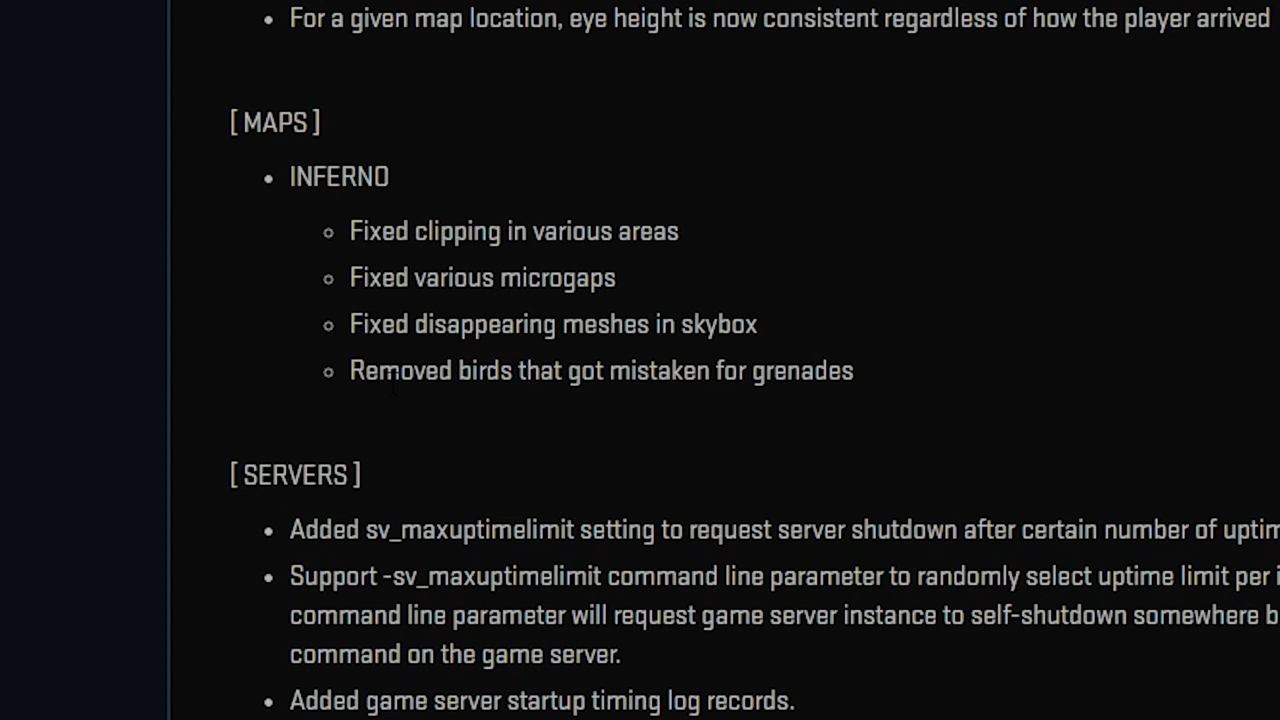 For a given map location, eye height is now consistent regardless of how the player arrived
[ MAPS ]
INFERNO
Fixed clipping in various areas
Fixed various microgaps
Fixed disappearing meshes in skybox
Removed birds that got mistaken for grenades
[ SERVERS ]
Added sv_maxuptimelimit setting to request server shutdown after certain number of
Support -sv_maxuptimelimit command line parameter to randomly select uptime limit per
command line parameter will request game server instance to self-shutdown somewhere
command on the game server.
Added game server startup timing log records.